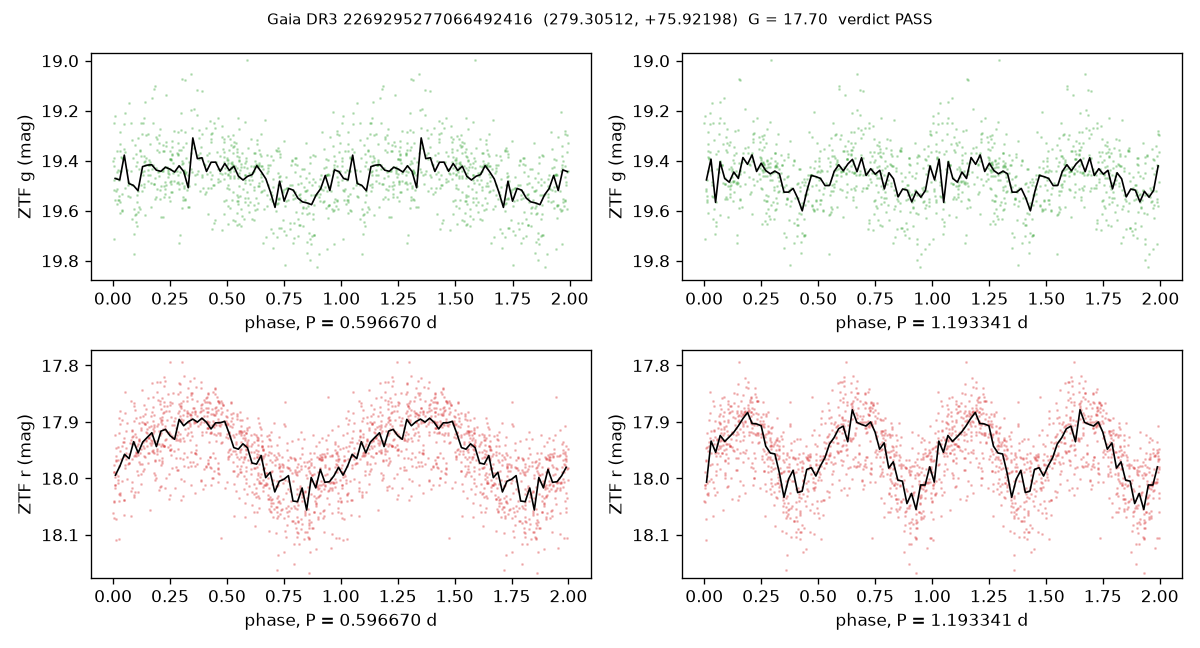 Gaia DR3 2269295277066492416 (279.30512, +75.92198) G = 17.70 verdict PASS
ZTF g (mag)
19.0
19.2
19.4
19.6
19.8
0.00 0.25 0.50 0.75 1.00 1.25 1.50 1.75 2.00
phase, P = 0.596670 d
ZTF g (mag)
19.0
19.2
19.4
19.6
19.8
0.00 0.25 0.50 0.75 1.00 1.25 1.50 1.75 2.00
phase, P = 1.193341 d
ZTF r (mag)
17.8
17.9
18.0
18.1
0.00 0.25 0.50 0.75 1.00 1.25 1.50 1.75 2.00
phase, P = 0.596670 d
ZTF r (mag)
17.8
17.9
18.0
18.1
0.00 0.25 0.50 0.75 1.00 1.25 1.50 1.75 2.00
phase, P = 1.193341 d